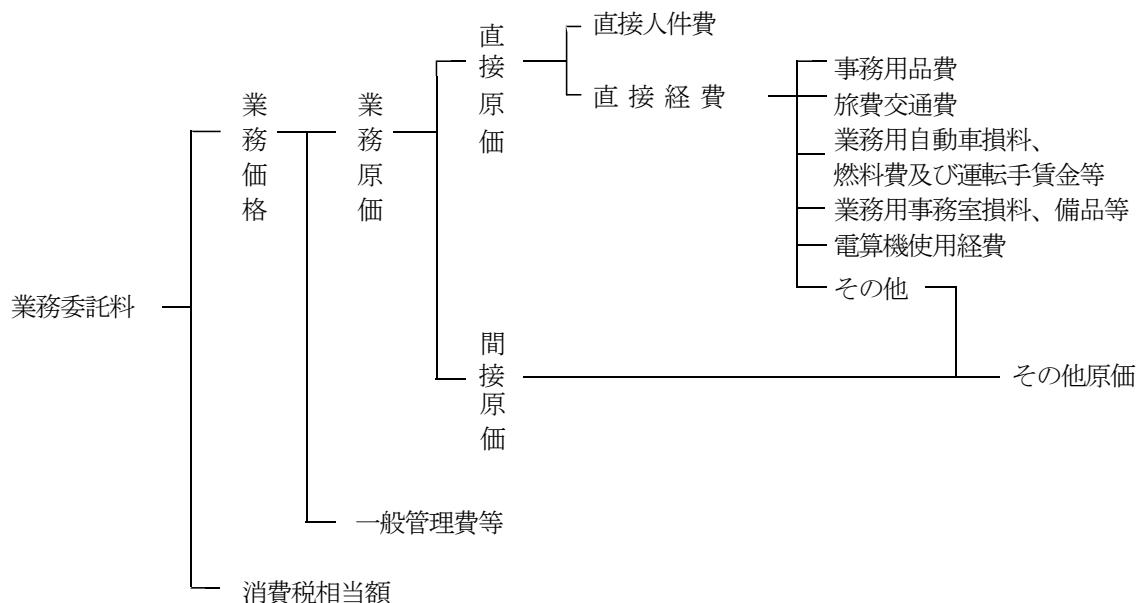 業務委託料
業務価格
消費税相当額
業務原価
一般管理費等
直接原価
間接原価
直接人件費
直接経費
事務用品費
旅費交通費
業務用自動車損料、
燃料費及び運転手賃金等
業務用事務室損料、備品等
電算機使用経費
その他
その他原価